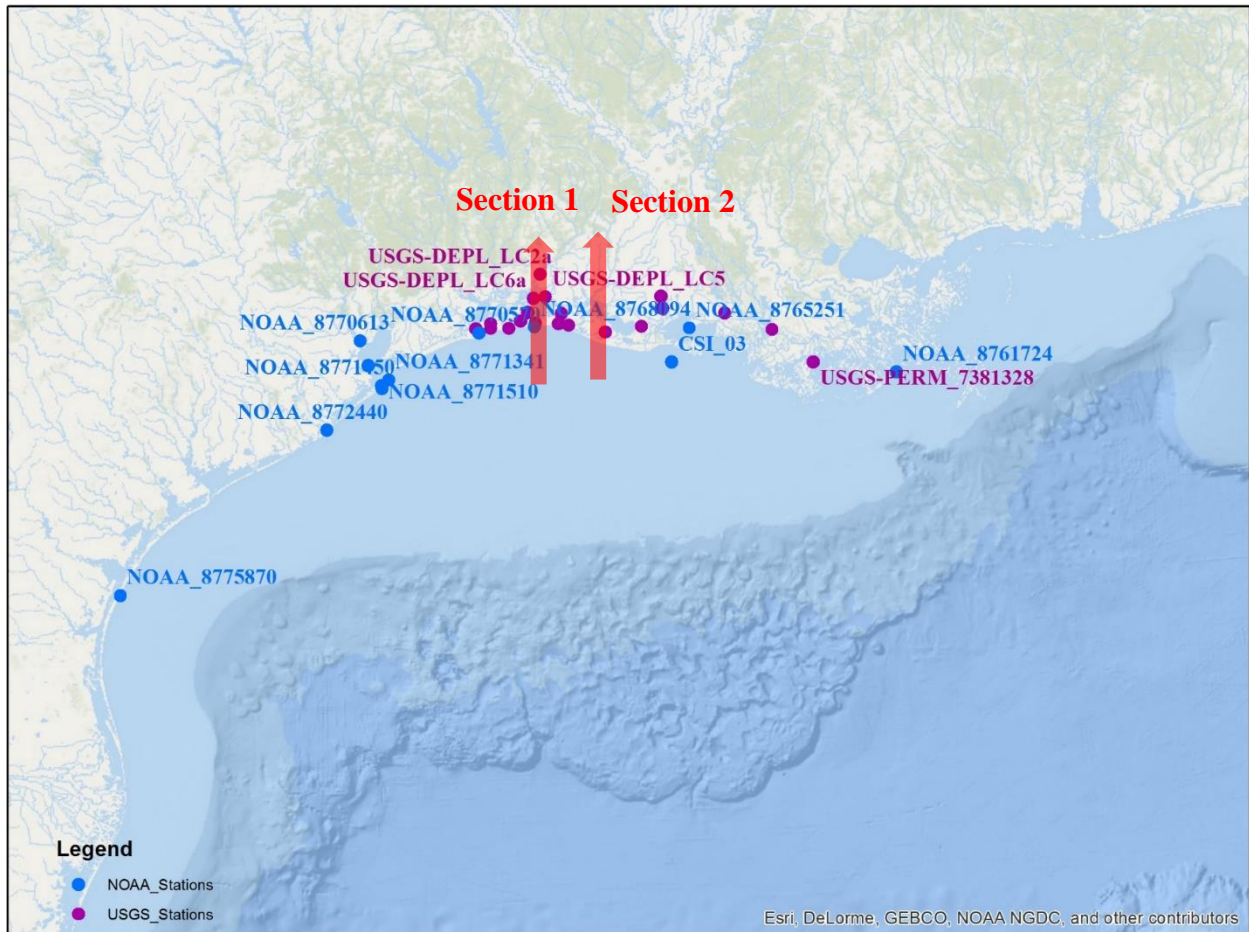 Section 1
Section 2
USGS-DEPL_LC2a
USGS-DEPL_LC6a
USGS-DEPL_LC5
NOAA_8770613
NOAA_8768094
NOAA_8765251
CSI_03
NOAA_8771341
NOAA_8761724
USGS-PERM_7381328
NOAA_8771510
NOAA_8772440
NOAA_8775870
Legend
NOAA_Stations
USGS_Stations
Esri, DeLorme, GEBCO, NOAA NGDC, and other contributors